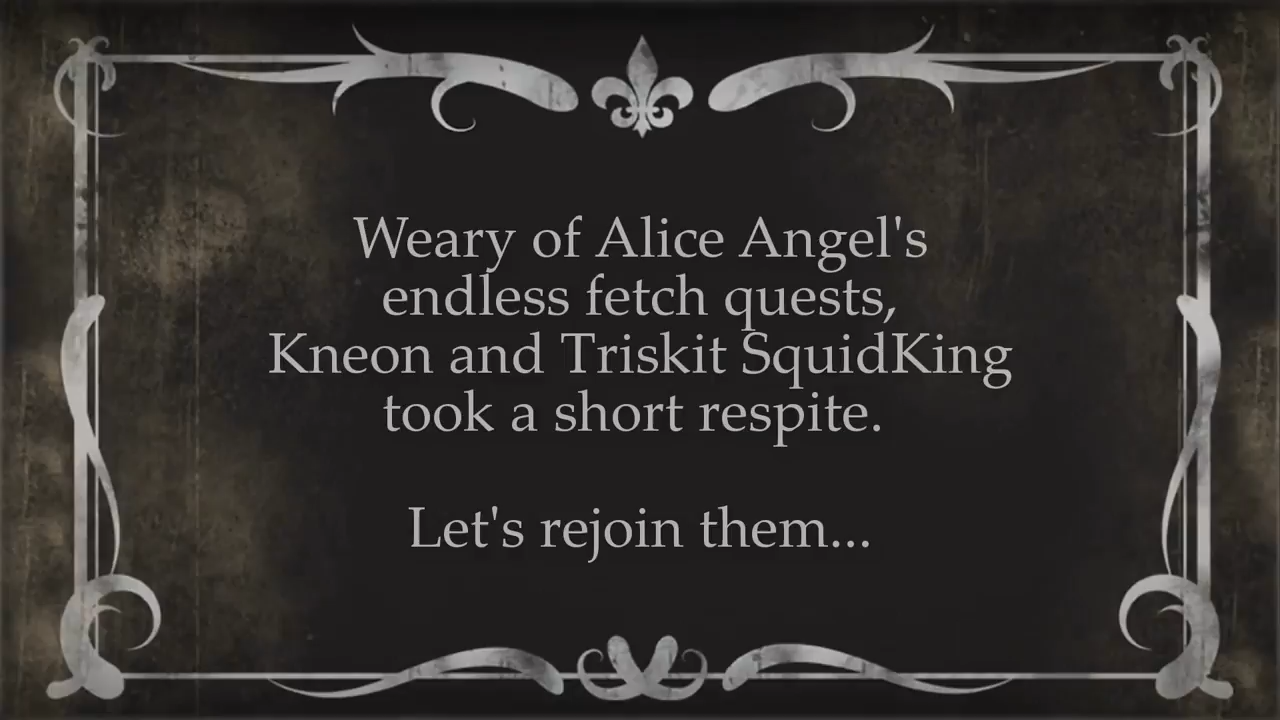 Weary of Alice Angel's
endless fetch quests,
Kneon and Triskit SquidKing
took a short respite.
Let's rejoin them...